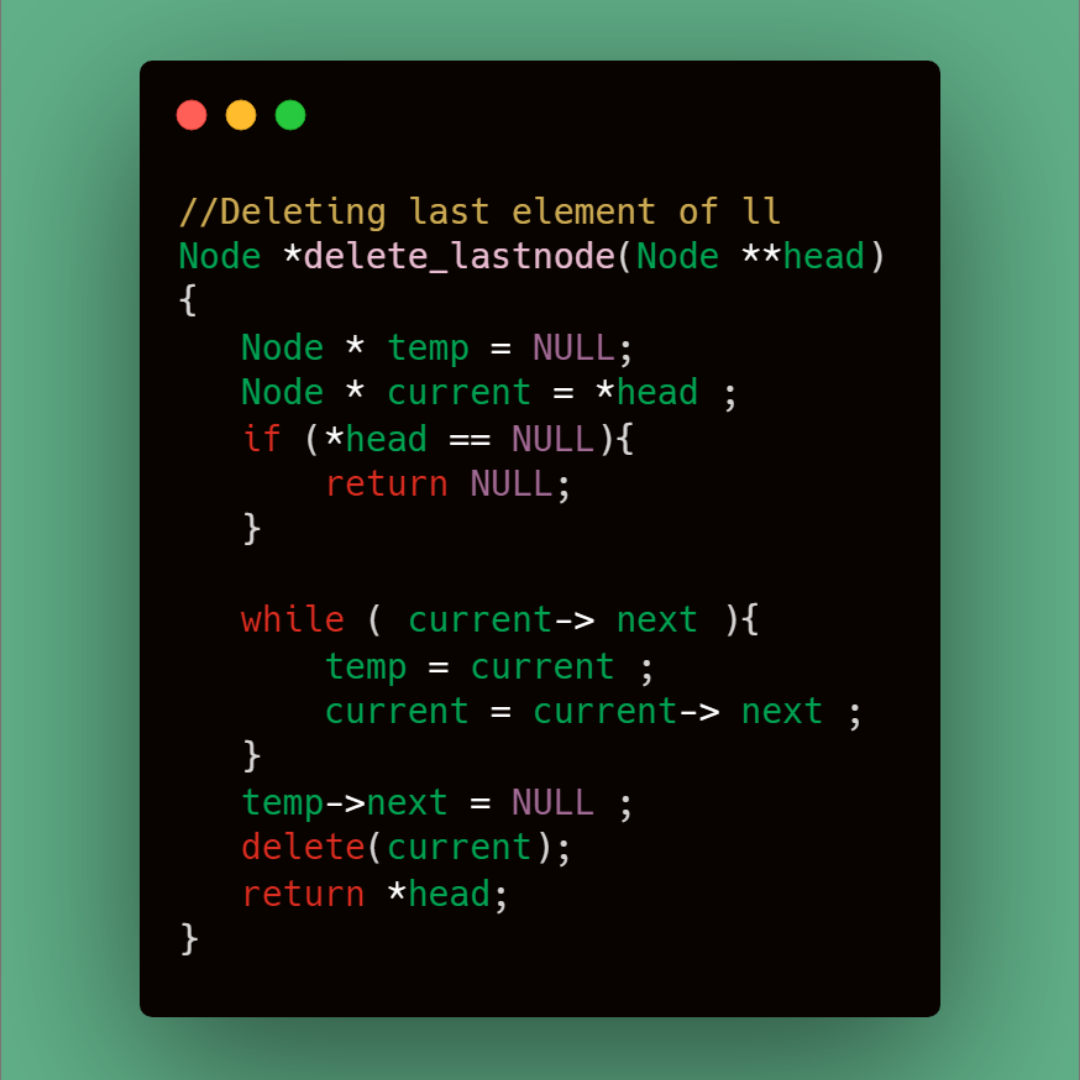 //Deleting last element of ll
Node *delete_lastnode(Node **head)
{
   Node * temp = NULL;
   Node * current = *head ;
   if (*head == NULL){
       return NULL;
   }

   while ( current-> next ){
       temp = current ;
       current = current-> next ;
   }
   temp->next = NULL ;
   delete(current);
   return *head;
}